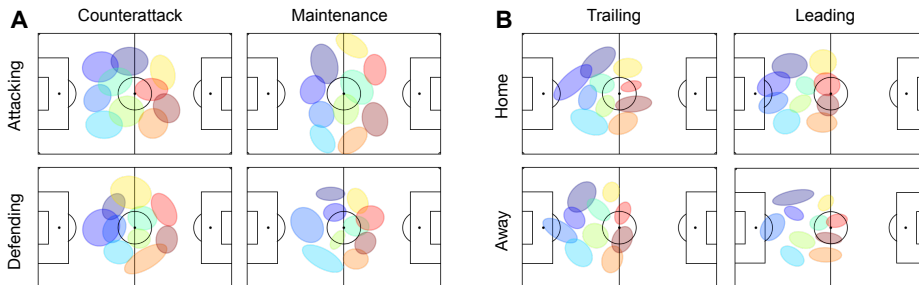 A
Counterattack
Maintenance
Attacking
Defending
B
Trailing
Leading
Home
Away